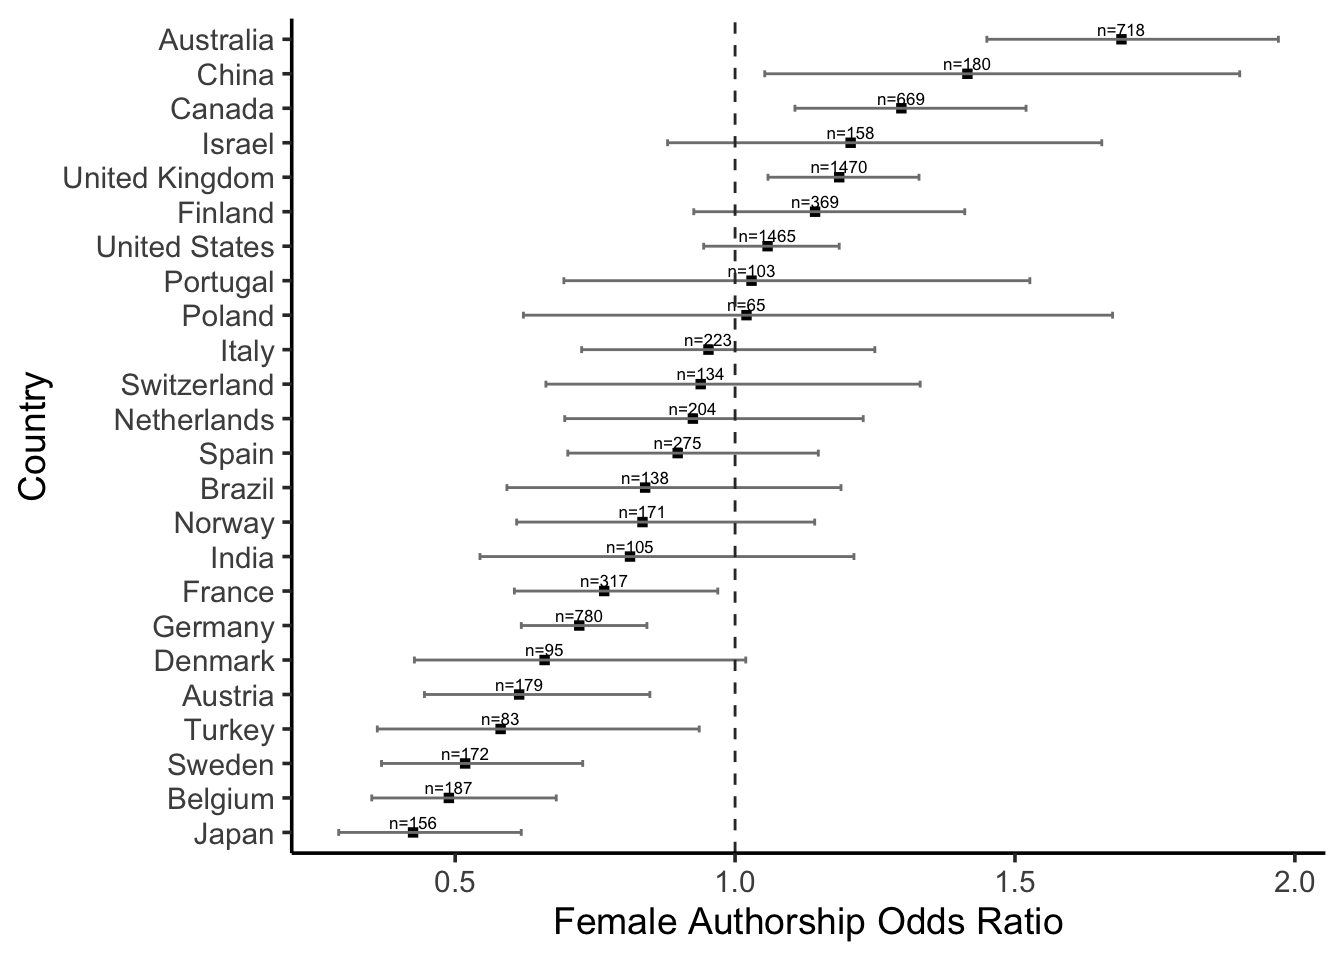 Australia n=718
China n=180
Canada n=669
Israel n=158
United Kingdom n=1470
Finland n=369
United States n=1465
Portugal n=103
Poland n=65
Italy n=223
Switzerland n=134
Netherlands n=204
Spain n=275
Brazil n=138
Norway n=171
India n=105
France n=317
Germany n=780
Denmark n=95
Austria n=179
Turkey n=83
Sweden n=172
Belgium n=187
Japan n=156
Country
0.5 1.0 1.5 2.0
Female Authorship Odds Ratio